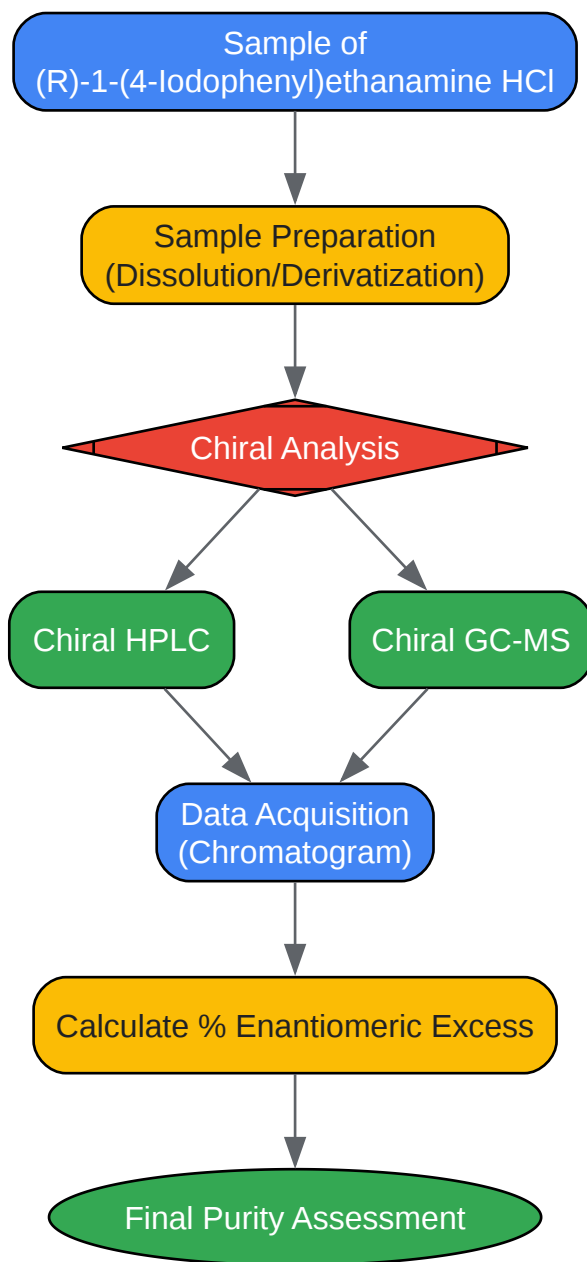 Sample of
(R)-1-(4-Iodophenyl)ethanamine HCl
Sample Preparation
(Dissolution/Derivatization)
Chiral Analysis
Chiral HPLC
Chiral GC-MS
Data Acquisition
(Chromatogram)
Calculate % Enantiomeric Excess
Final Purity Assessment